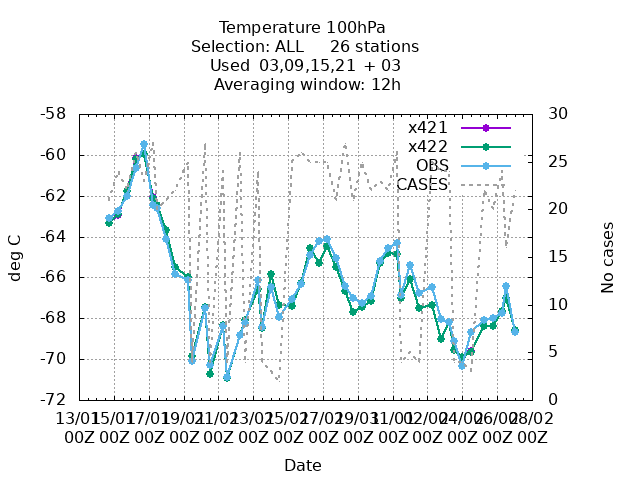 Temperature 100hPa
Selection: ALL 26 stations
Used 03,09,15,21 + 03
Averaging window: 12h
-58
-60
-62
-64
-66
-68
-70
-72
deg C
x421
x422
OBS
CASES
30
25
20
15
10
5
0
No cases
13/01 15/01 17/01 19/01 21/01 23/01 25/01 27/01 29/01 31/01 02/02 04/02 06/02 08/02
00Z 00Z 00Z 00Z 00Z 00Z 00Z 00Z 00Z 00Z 00Z 00Z 00Z 00Z
Date